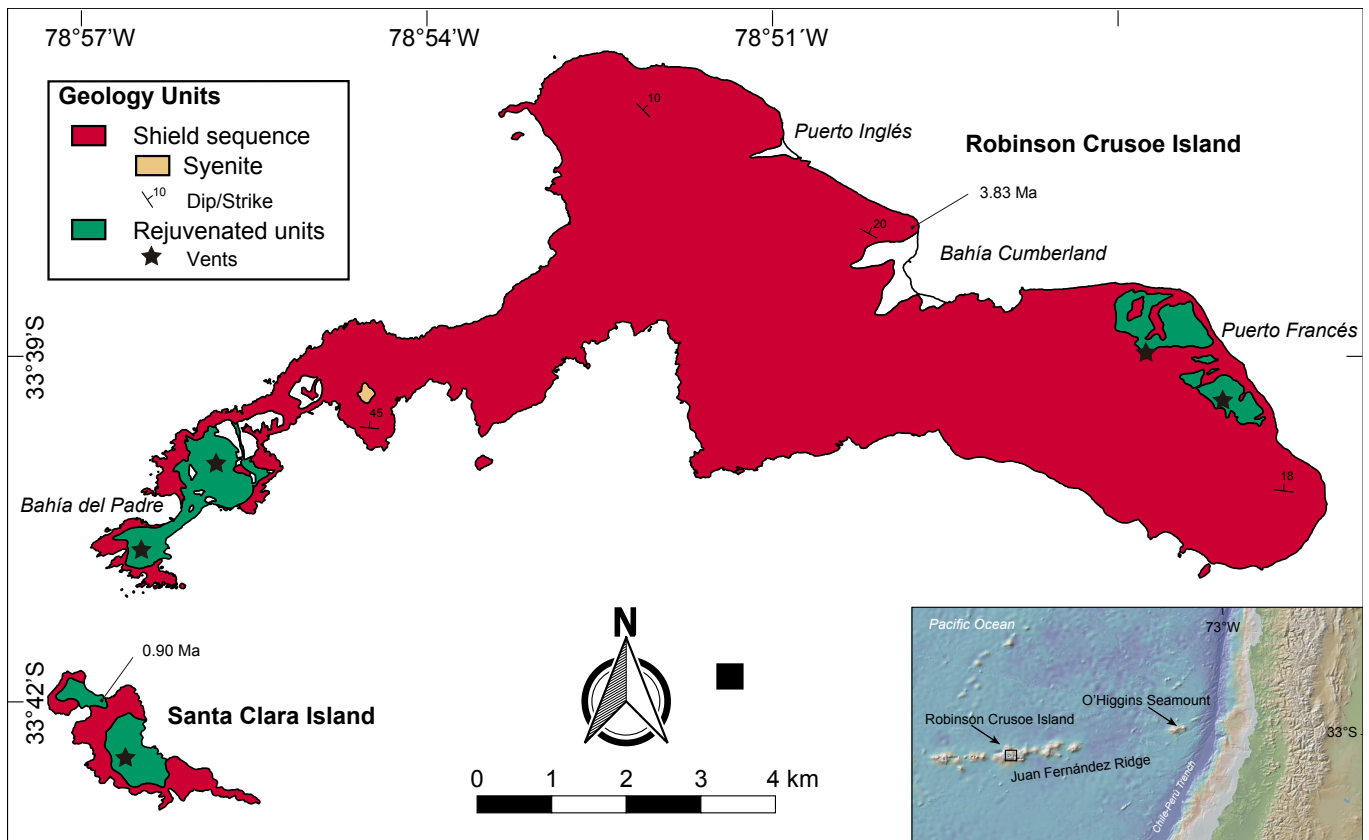 78°57´W
78°54´W
78°51´W
Geology Units
Shield sequence
Syenite
10
Dip/Strike
Rejuvenated units
Vents
10
Puerto Inglés
Robinson Crusoe Island
3.83 Ma
20
Bahía Cumberland
Puerto Francés
33°39´S
45
18
Bahía del Padre
0.90 Ma
33°42´S
Santa Clara Island
N
0 1 2 3 4 km
Pacific Ocean
73°W
O'Higgins Seamount
Robinson Crusoe Island
33°S
Juan Fernández Ridge
Chile-Perú Trench